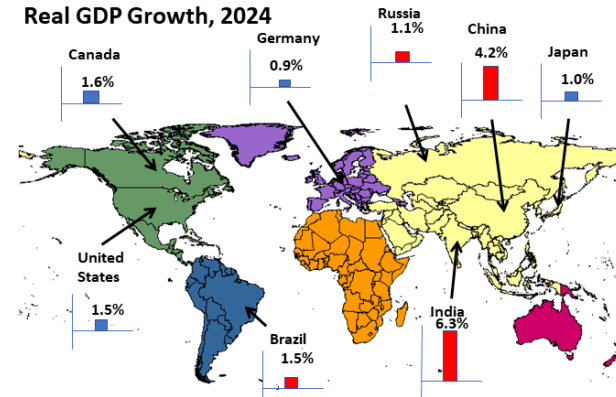 Real GDP Growth, 2024
Canada
1.6%
Germany
0.9%
Russia
1.1%
China
4.2%
Japan
1.0%
United
States
1.5%
Brazil
1.5%
India
6.3%